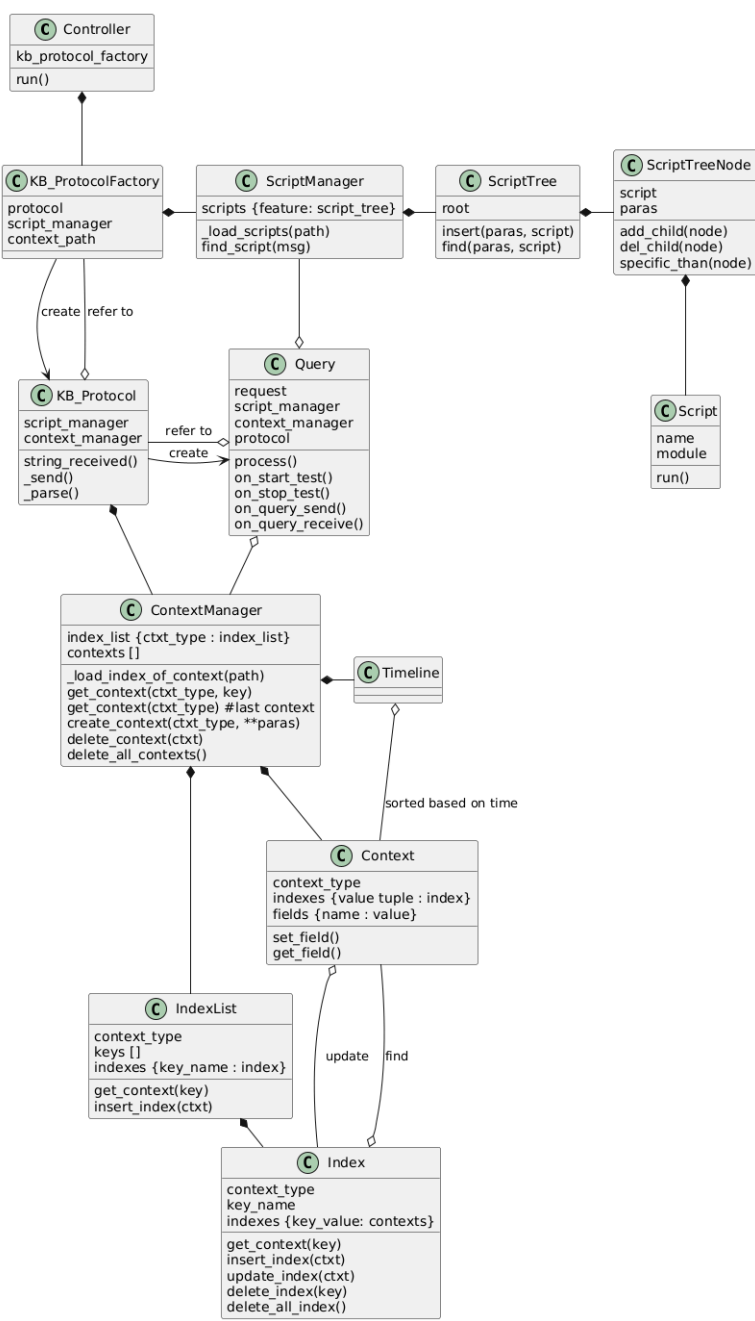 C Controller
kb_protocol_factory
run()
C KB_ProtocolFactory
protocol
script_manager
context_path
C ScriptManager
scripts {feature: script_tree}
_load_scripts(path)
find_script(msg)
C ScriptTree
root
insert(paras, script)
find(paras, script)
C ScriptTreeNode
script
paras
add_child(node)
del_child(node)
specific_than(node)
create
refer to
C KB_Protocol
script_manager
context_manager
string_received()
_send()
_parse()
refer to
create
C Query
request
script_manager
context_manager
protocol
process()
on_start_test()
on_stop_test()
on_query_send()
on_query_receive()
C Script
name
module
run()
C ContextManager
index_list {ctxt_type : index_list}
contexts []
_load_index_of_context(path)
get_context(ctxt_type, key)
get_context(ctxt_type) #last context
create_context(ctxt_type, **paras)
delete_context(ctxt)
delete_all_contexts()
C Timeline
sorted based on time
C Context
context_type
indexes {value tuple : index}
fields {name : value}
set_field()
get_field()
C IndexList
context_type
keys []
indexes {key_name : index}
get_context(key)
insert_index(ctxt)
update
find
C Index
context_type
key_name
indexes {key_value: contexts}
get_context(key)
insert_index(ctxt)
update_index(ctxt)
delete_index(key)
delete_all_index()